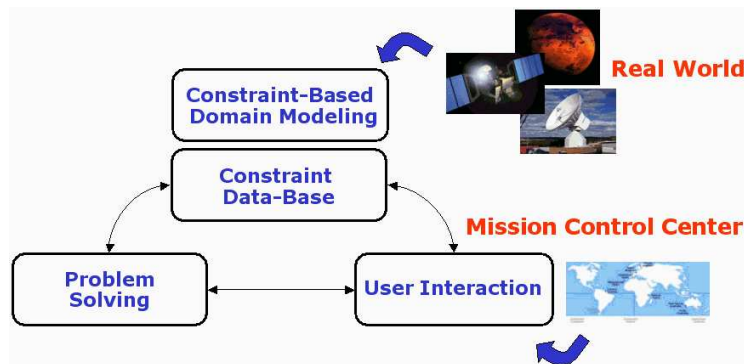 Constraint-Based
Domain Modeling
Real World
Constraint
Data-Base
Mission Control Center
Problem
Solving
User Interaction